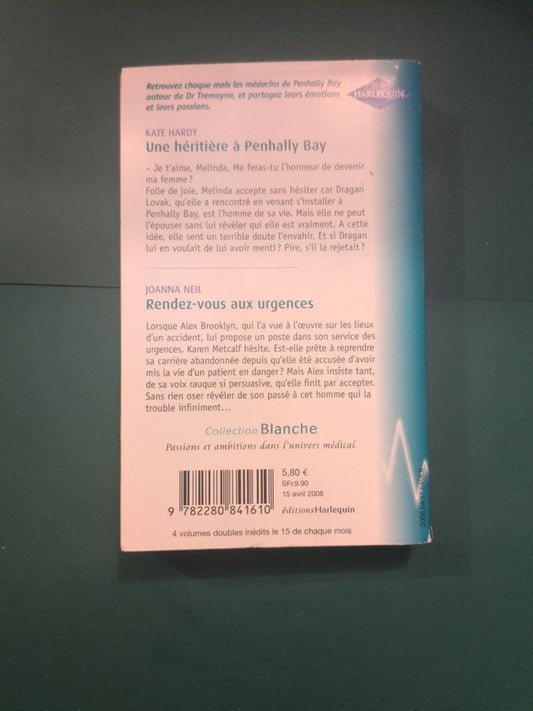 Retrouvez chaque mois les médecins de Penhally Bay
autour du Dr Tremayne, et partagez leurs émotions
et leurs passions.
HARLEQUIN
KATE HARDY
Une héritière à Penhally Bay
– Je t'aime, Melinda. Me feras-tu l'honneur de devenir
ma femme ?
Folle de joie, Melinda accepte sans hésiter car Dragan
Lovak, qu'elle a rencontré en venant s'installer à
Penhally Bay, est l'homme de sa vie. Mais elle ne peut
l'épouser sans lui révéler qui elle est vraiment. A cette
idée, elle sent un terrible doute l'envahir. Et si Dragan
lui en voulait de lui avoir menti ? Pire, s'il la rejetait ?
JOANNA NEIL
Rendez-vous aux urgences
Lorsque Alex Brooklyn, qui l'a vue à l'œuvre sur les lieux
d'un accident, lui propose un poste dans son service des
urgences, Karen Metcalf hésite. Est-elle prête à reprendre
sa carrière abandonnée depuis qu'elle été accusée d'avoir
mis la vie d'un patient en danger ? Mais Alex insiste tant,
de sa voix rauque si persuasive, qu'elle finit par accepter.
Sans rien oser révéler de son passé à cet homme qui la
trouble infiniment...
Collection Blanche
Passions et ambitions dans l'univers médical.
5,80 €
SFr.9.90
15 avril 2008
9 782280 841610
éditionsHarlequin
4 volumes doubles inédits le 15 de chaque mois